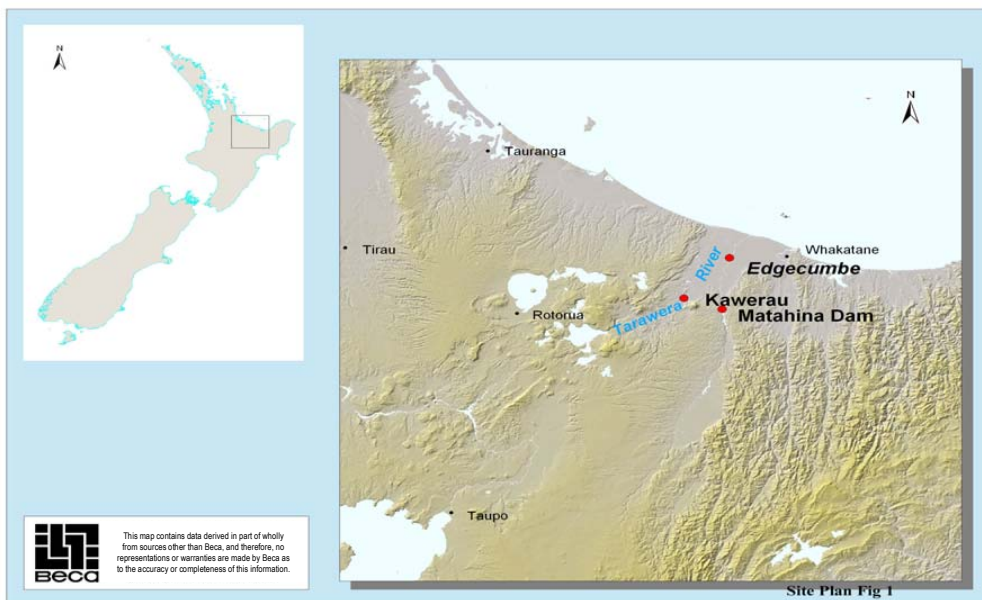 N
N
Tauranga
Tirau
Whakatane
River
Edgecumbe
Kawerau
Rotorua
Tarawera
Matahina Dam
Taupo
Beca
This map contains data derived in part of wholly
from sources other than Beca, and therefore, no
representations or warranties are made by Beca as
to the accuracy or completeness of this information.
Site Plan Fig 1